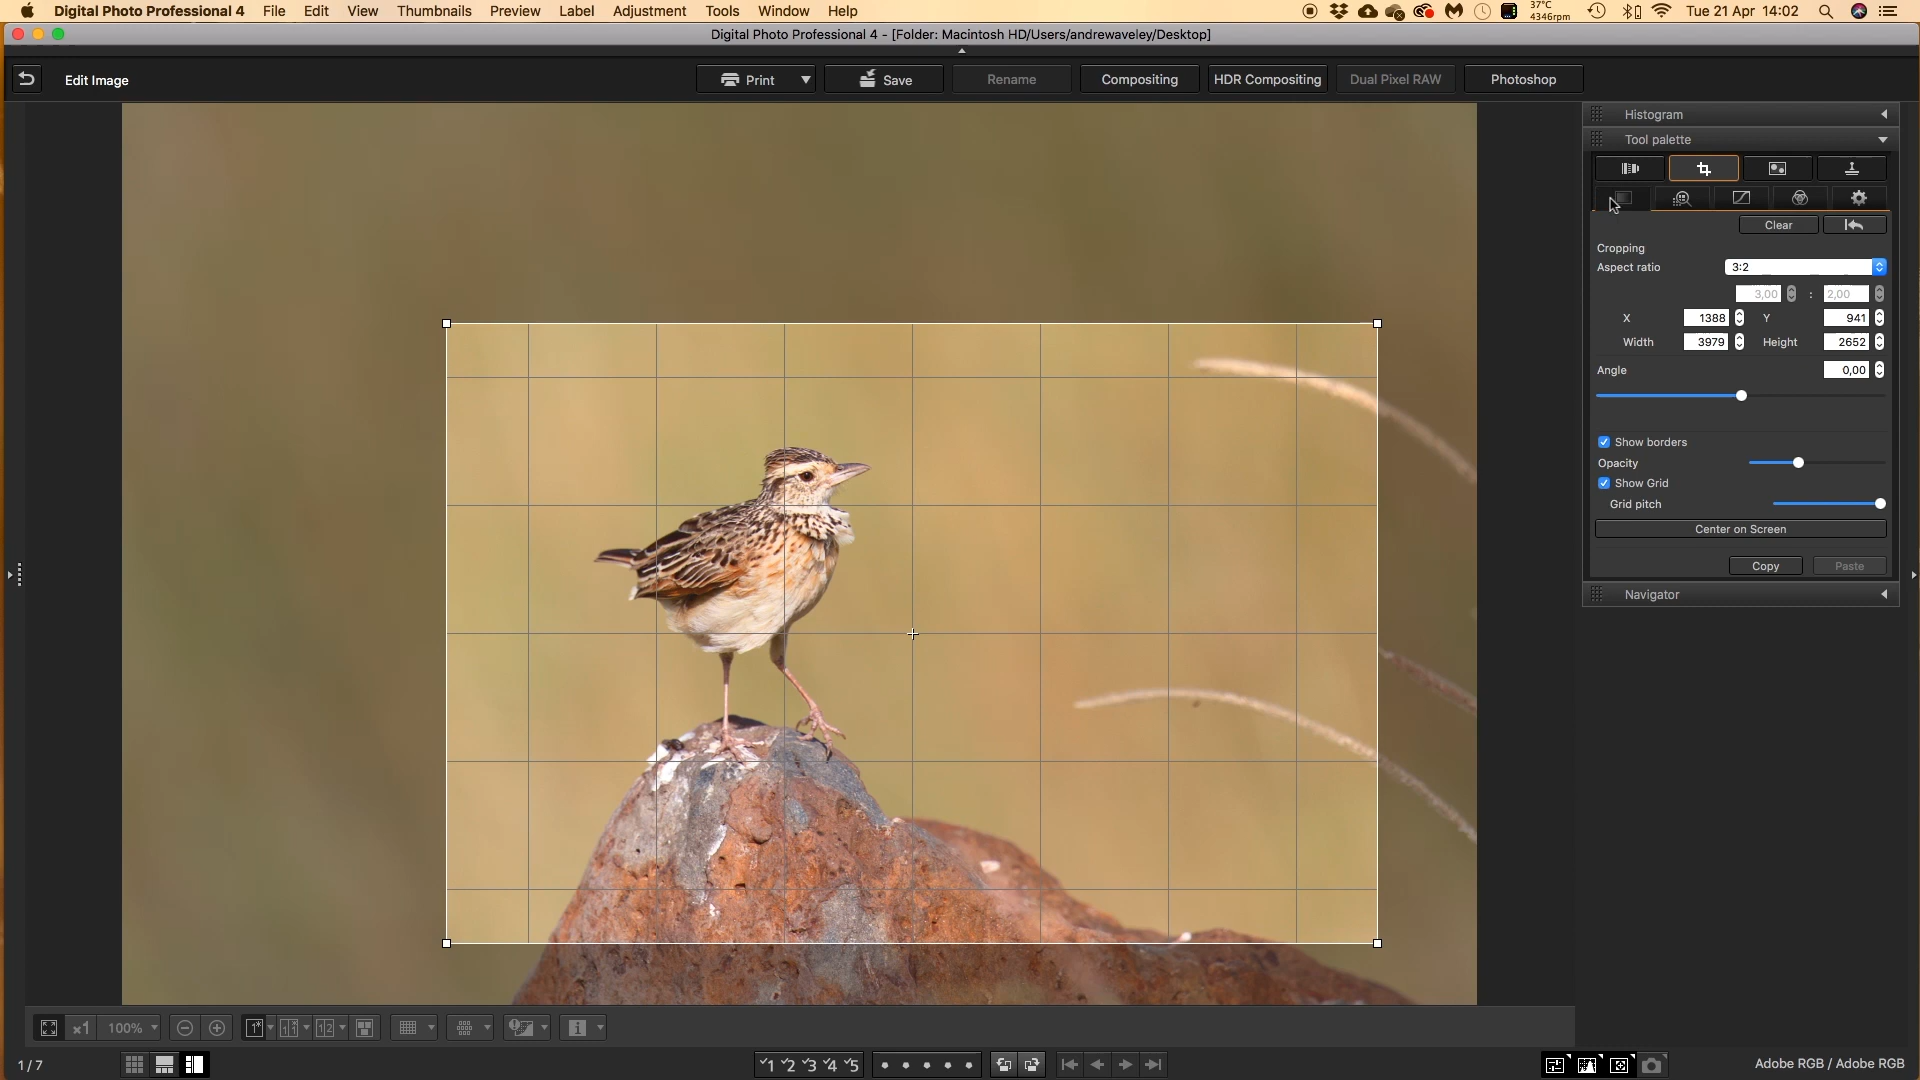 Digital Photo Professional 4 File Edit View Thumbnails Preview Label Adjustment Tools Window Help 37°C 4346rpm Tue 21 Apr 14:02
Digital Photo Professional 4 - [Folder: Macintosh HD/Users/andrewaveley/Desktop]
Edit Image Print Save Rename Compositing HDR Compositing Dual Pixel RAW Photoshop
Histogram
Tool palette
Clear
Cropping
Aspect ratio 3:2
3,00 : 2,00
X 1388 Y 941
Width 3979 Height 2652
Angle 0,00
Show borders
Opacity
Show Grid
Grid pitch
Center on Screen
Copy Paste
Navigator
x1 100%
1/7 1 2 3 4 5 Adobe RGB / Adobe RGB